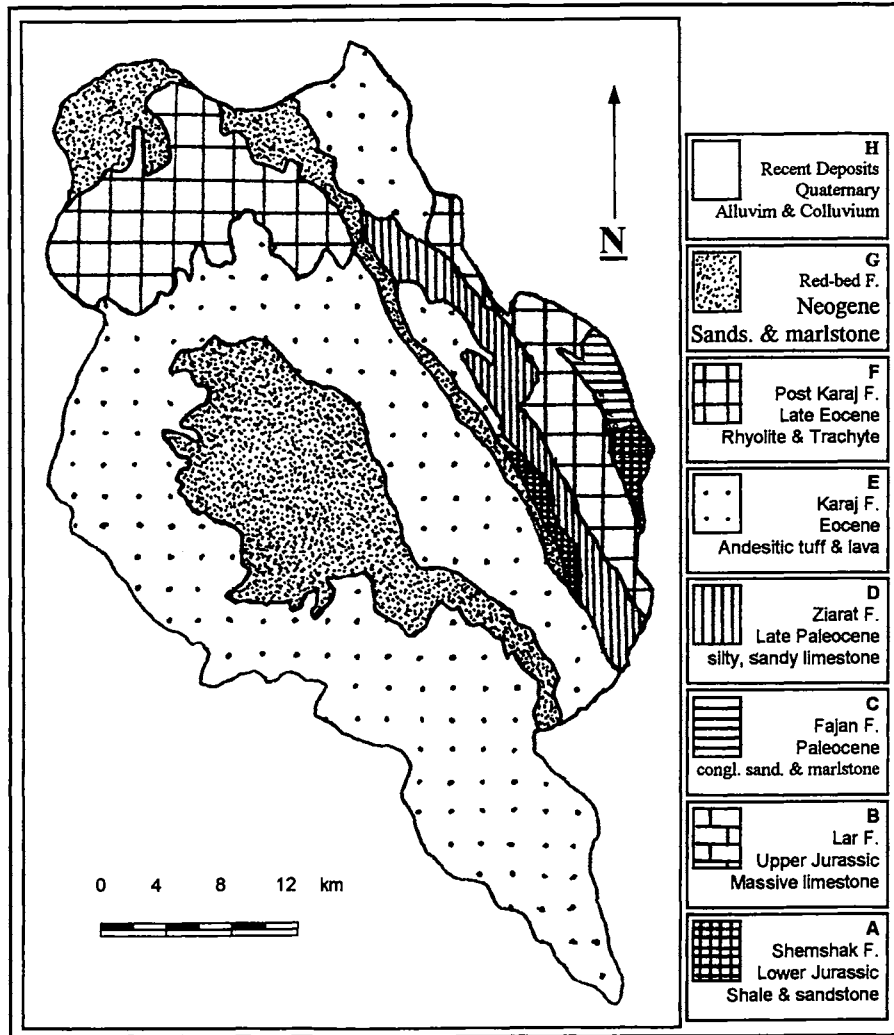 N
0 4 8 12 km
H
Recent Deposits
Quaternary
Alluvim & Colluvium
G
Red-bed F.
Neogene
Sands. & marlstone
F
Post Karaj F.
Late Eocene
Rhyolite & Trachyte
E
Karaj F.
Eocene
Andesitic tuff & lava
D
Ziarat F.
Late Paleocene
silty, sandy limestone
C
Fajan F.
Paleocene
congl. sand. & marlstone
B
Lar F.
Upper Jurassic
Massive limestone
A
Shemshak F.
Lower Jurassic
Shale & sandstone